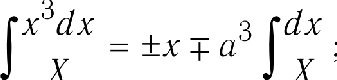 ∫ x³dx / X = ±x ∓ a³ ∫ dx / X ;